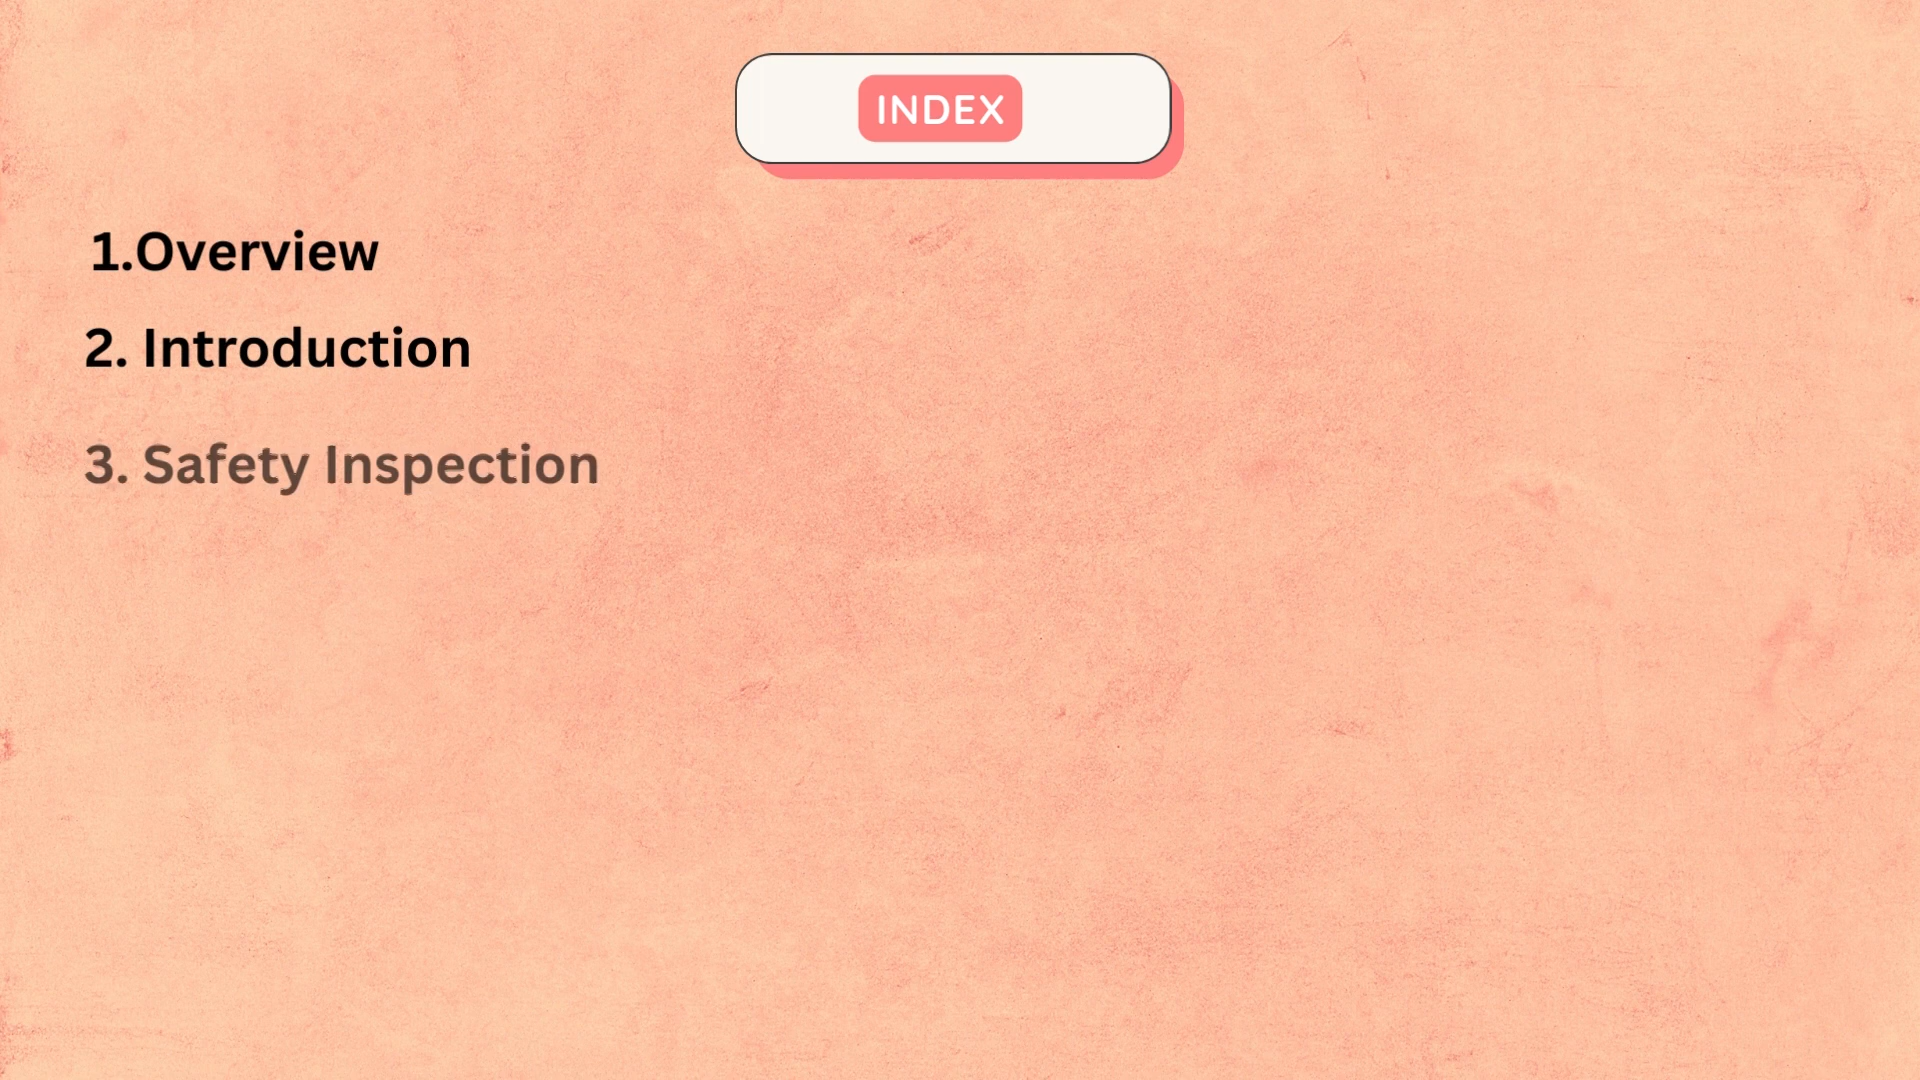 INDEX
1.Overview
2. Introduction
3. Safety Inspection